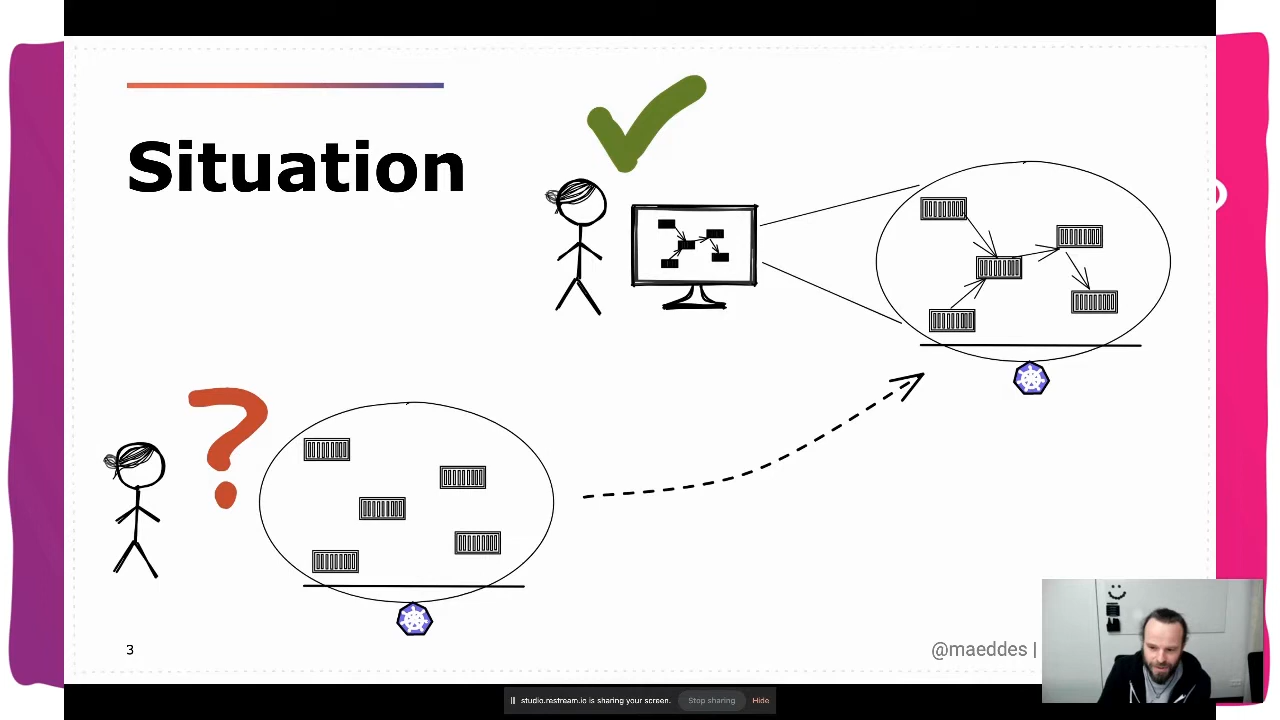 Situation
3
@maeddes |
studio.restream.io is sharing your screen.
Stop sharing
Hide